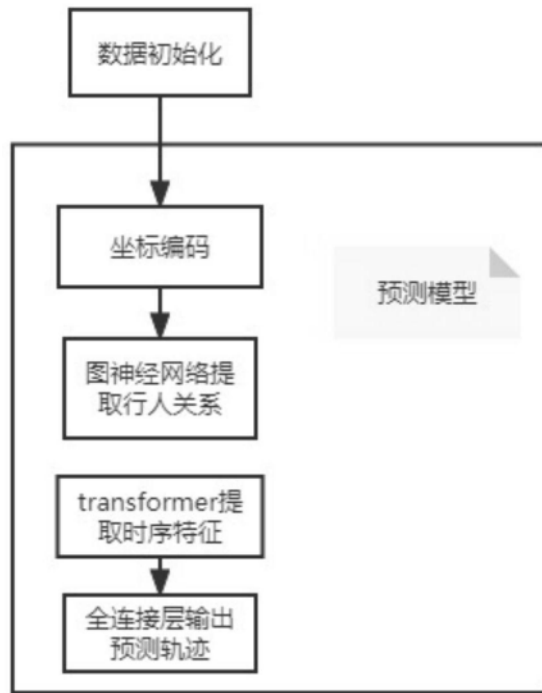 数据初始化
坐标编码
预测模型
图神经网络提
取行人关系
transformer提
取时序特征
全连接层输出
预测轨迹